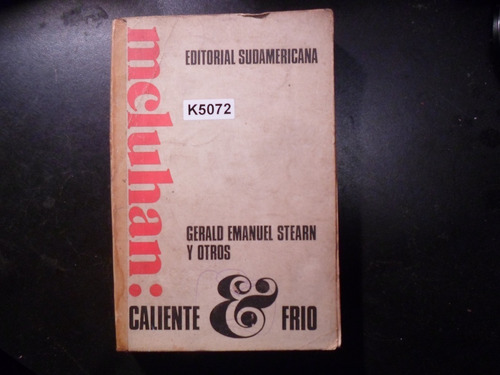 mcluhan:
EDITORIAL SUDAMERICANA
K5072
GERALD EMANUEL STEARN
Y OTROS
CALIENTE & FRIO